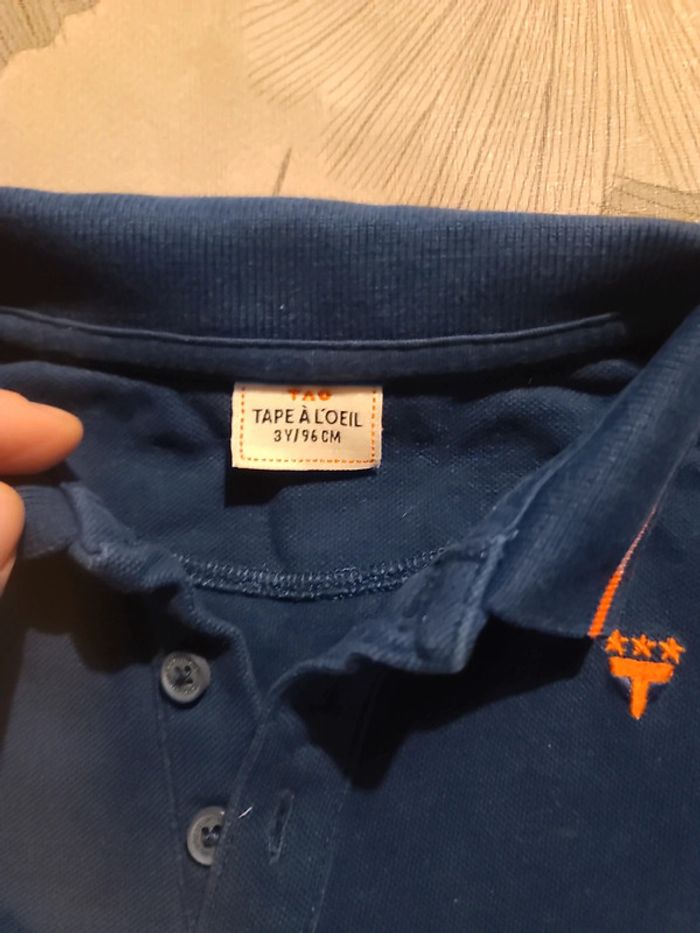 TAO
TAPE À L'OEIL
3Y/96CM
T